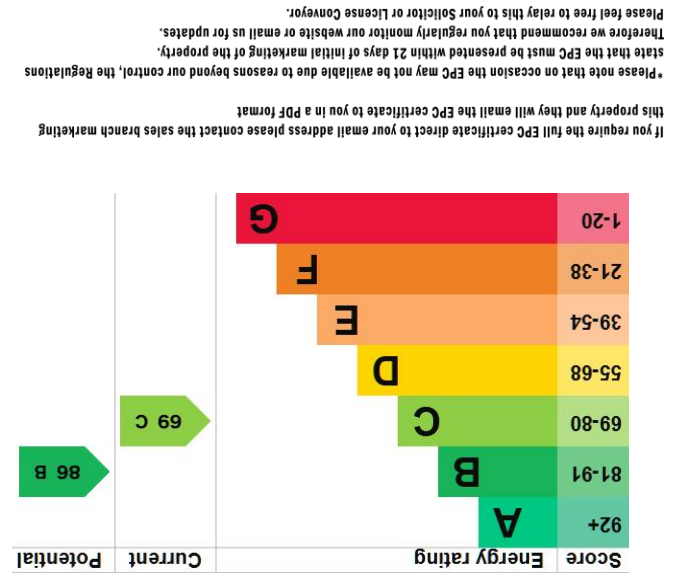 Score Energy rating Current Potential
92+ A
81-91 B 86 B
69-80 C 69 C
55-68 D
39-54 E
21-38 F
1-20 G
If you require the full EPC certificate direct to your email address please contact the sales branch marketing
this property and they will email the EPC certificate to you in a PDF format
*Please note that on occasion the EPC may not be available due to reasons beyond our control, the Regulations
state that the EPC must be presented within 21 days of initial marketing of the property.
Therefore we recommend that you regularly monitor our website or email us for updates.
Please feel free to relay this to your Solicitor or License Conveyor.